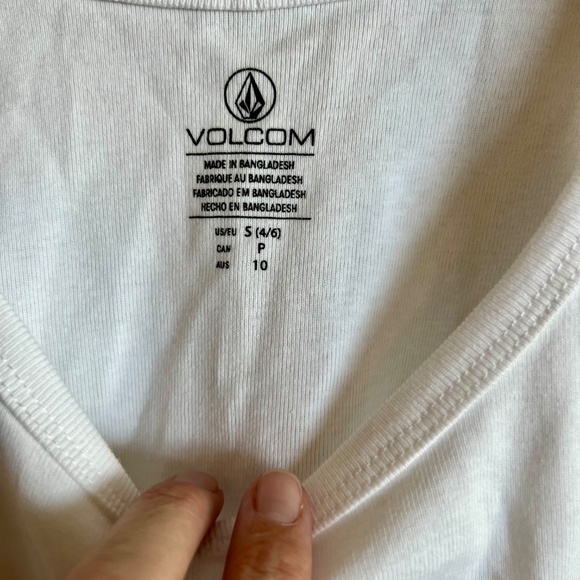 VOLCOM
MADE IN BANGLADESH
FABRIQUE AU BANGLADESH
FABRICADO EM BANGLADESH
HECHO EN BANGLADESH
US/EU S (4/6)
CAN P
AUS 10